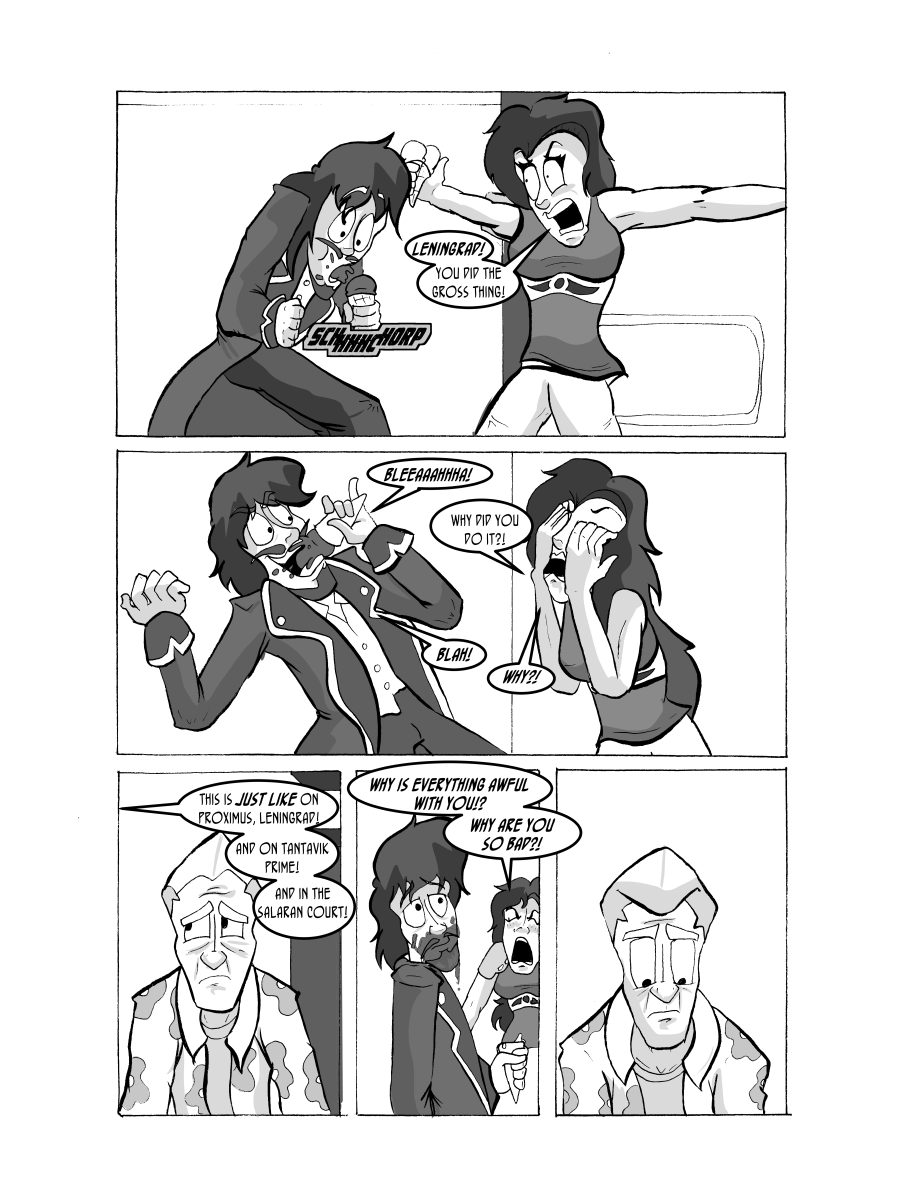 LENINGRAD!
YOU DID THE
GROSS THING!
SCHHHHCHORP
BLEEAAAHHHA!
WHY DID YOU
DO IT?!
BLAH!
WHY?!
THIS IS JUST LIKE ON
PROXIMUS, LENINGRAD!
AND ON TANTAVIK
PRIME!
AND IN THE
SALARAN COURT!
WHY IS EVERYTHING AWFUL
WITH YOU!?
WHY ARE YOU
SO BAD?!